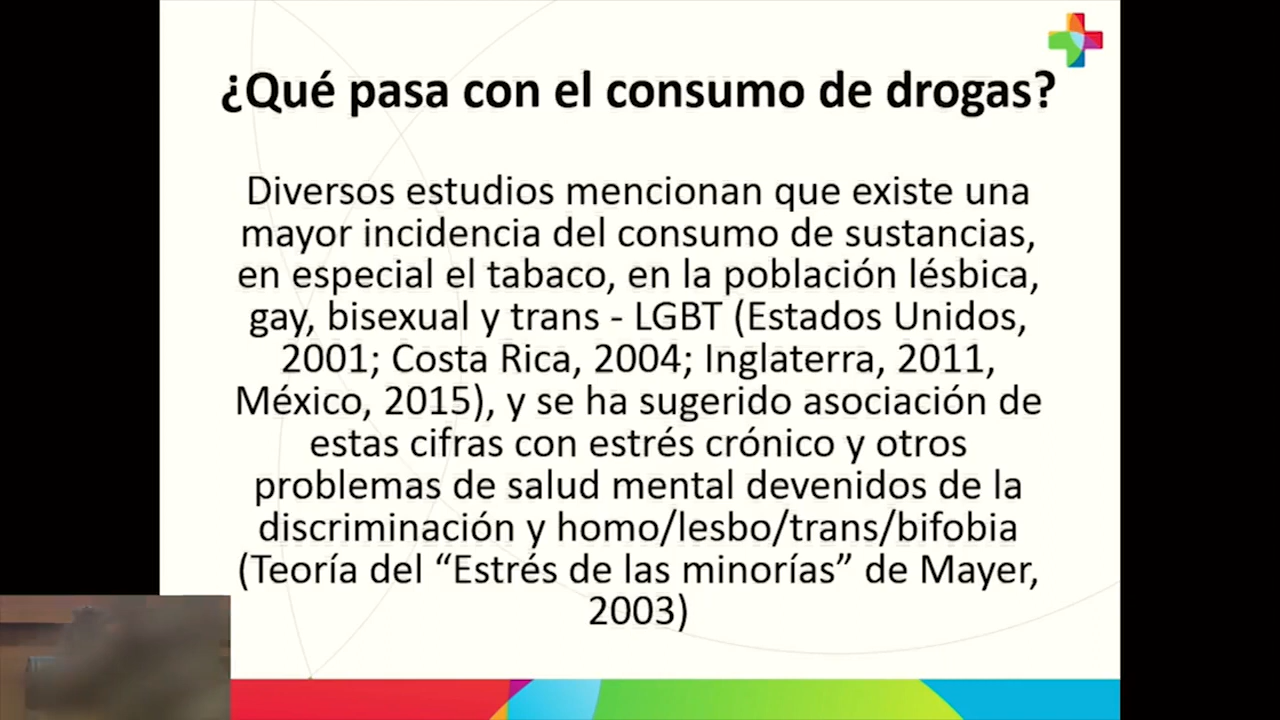 ¿Qué pasa con el consumo de drogas?
Diversos estudios mencionan que existe una
mayor incidencia del consumo de sustancias,
en especial el tabaco, en la población lésbica,
gay, bisexual y trans - LGBT (Estados Unidos,
2001; Costa Rica, 2004; Inglaterra, 2011,
México, 2015), y se ha sugerido asociación de
estas cifras con estrés crónico y otros
problemas de salud mental devenidos de la
discriminación y homo/lesbo/trans/bifobia
(Teoría del “Estrés de las minorías” de Mayer,
2003)